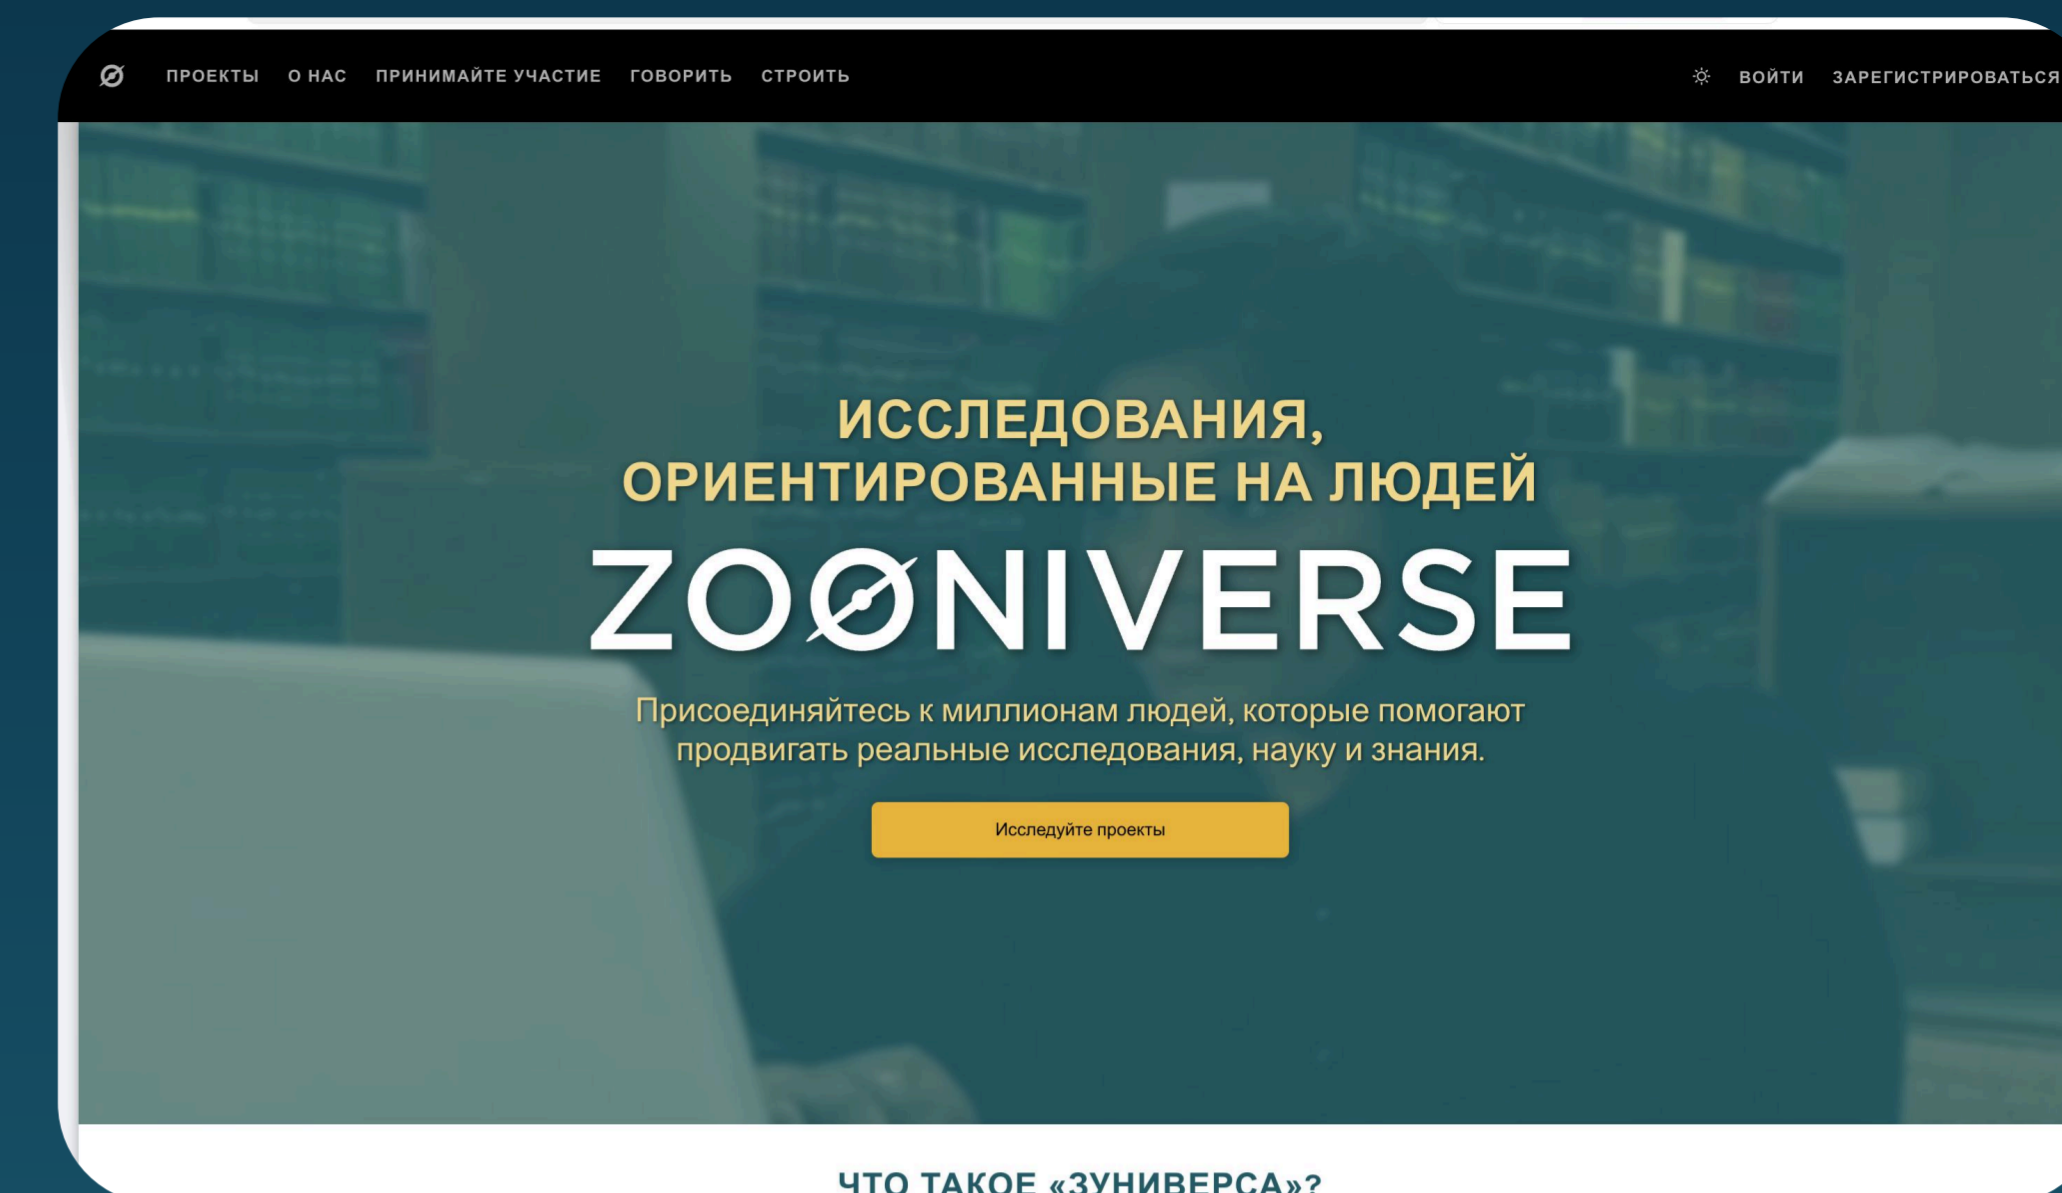 ПРОЕКТЫ О НАС ПРИНИМАЙТЕ УЧАСТИЕ ГОВОРИТЬ СТРОИТЬ ВОЙТИ ЗАРЕГИСТРИРОВАТЬСЯ
ИССЛЕДОВАНИЯ,
ОРИЕНТИРОВАННЫЕ НА ЛЮДЕЙ
ZOONIVERSE
Присоединяйтесь к миллионам людей, которые помогают
продвигать реальные исследования, науку и знания.
Исследуйте проекты
ЧТО ТАКОЕ «ЗУНИВЕРСА»?